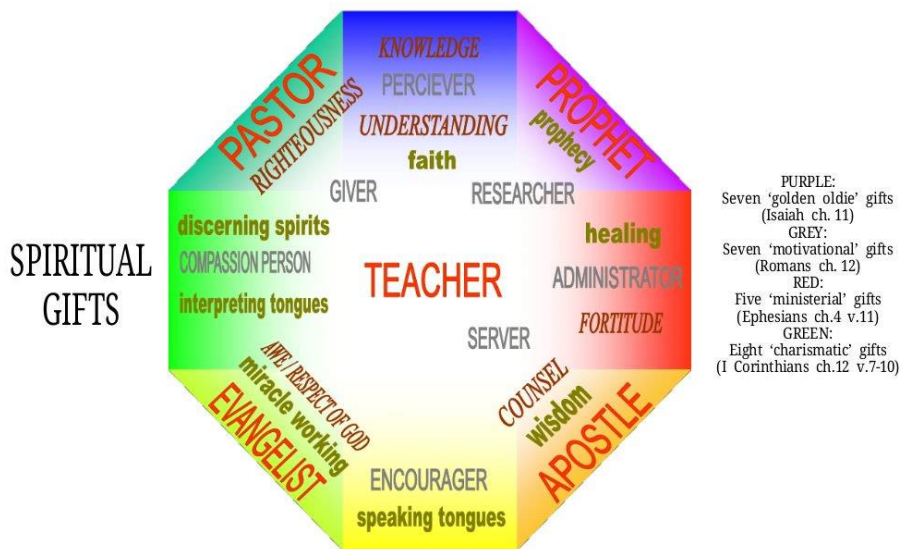 SPIRITUAL
GIFTS
PASTOR
RIGHTEOUSNESS
KNOWLEDGE
PERCIEVER
UNDERSTANDING
faith
PROPHET
prophecy
GIVER
RESEARCHER
discerning spirits
COMPASSION PERSON
interpreting tongues
TEACHER
healing
ADMINISTRATOR
FORTITUDE
SERVER
AWE / RESPECT OF GOD
miracle working
EVANGELIST
COUNSEL
wisdom
APOSTLE
ENCOURAGER
speaking tongues
PURPLE:
Seven ‘golden oldie’ gifts
(Isaiah ch. 11)
GREY:
Seven ‘motivational’ gifts
(Romans ch. 12)
RED:
Five ‘ministerial’ gifts
(Ephesians ch.4 v.11)
GREEN:
Eight ‘charismatic’ gifts
(I Corinthians ch.12 v.7-10)